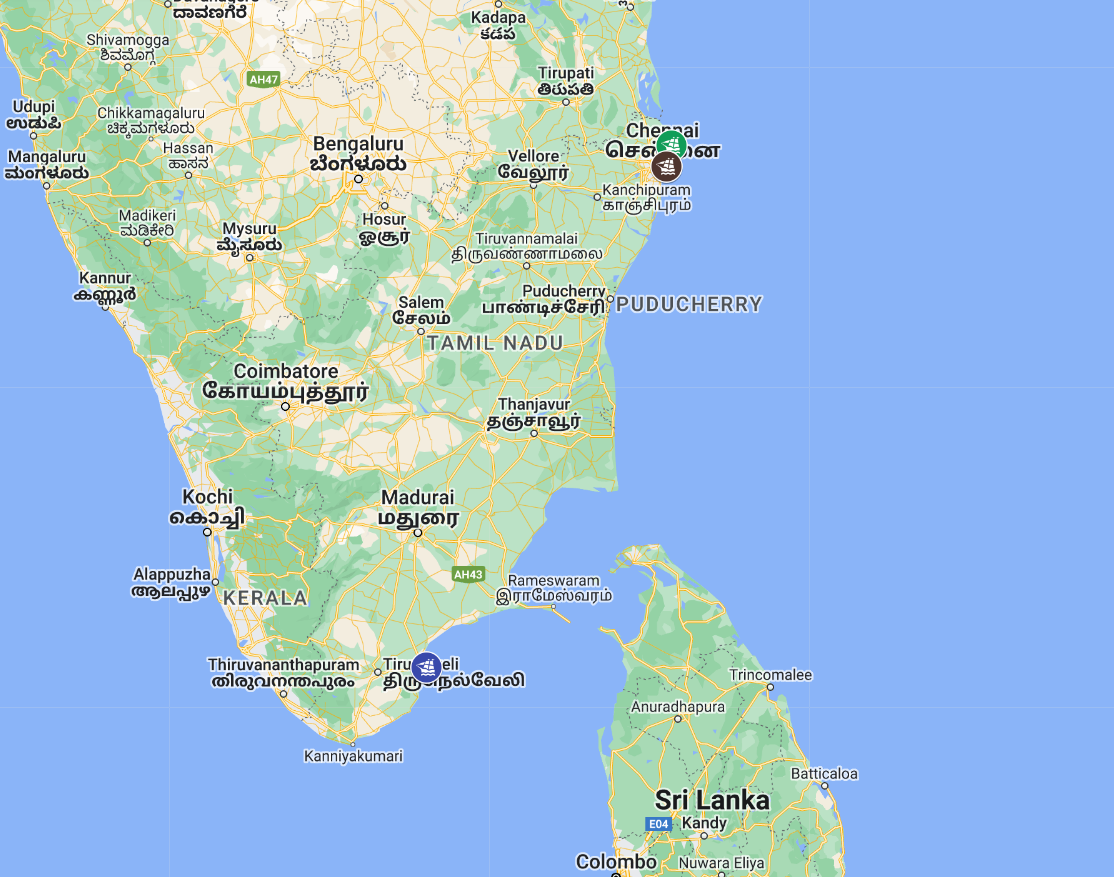 ದಾವಣಗೆರೆ
Kadapa
కడప
Shivamogga
ಶಿವಮೊಗ್ಗ
AH47
Tirupati
తిరుపతి
Udupi
ಉಡುಪಿ
Chikkamagaluru
ಚಿಕ್ಕಮಗಳೂರು
Chennai
Hassan
ಹಾಸನ
Bengaluru
ಬೆಂಗಳೂರು
Mangaluru
ಮಂಗಳೂರು
Vellore
வேலூர்
Kanchipuram
காஞ்சிபுரம்
Madikeri
ಮಡಿಕೇರಿ
Hosur
ஓசூர்
Mysuru
ಮೈಸೂರು
Tiruvannamalai
திருவண்ணாமலை
Kannur
കണ്ണൂർ
Puducherry
பாண்டிச்சேரி
PUDUCHERRY
Salem
சேலம்
TAMIL NADU
Coimbatore
கோயம்புத்தூர்
Thanjavur
தஞ்சாவூர்
Kochi
കൊച്ചി
Madurai
மதுரை
AH43
Alappuzha
ആലപ്പുഴ
Rameswaram
இராமேஸ்வரம்
KERALA
Thiruvananthapuram
തിരുവനന്തപുരം
Trincomalee
Anuradhapura
Kanniyakumari
Batticaloa
Sri Lanka
E04
Kandy
Colombo
Nuwara Eliya